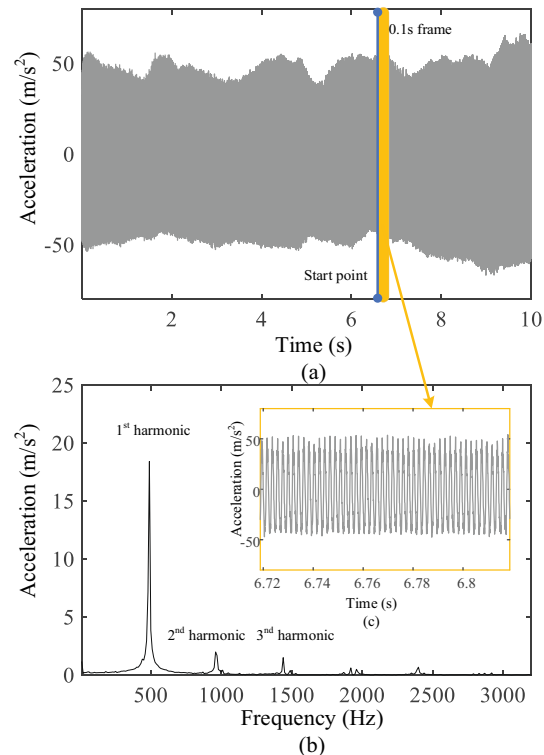 50
0
-50
Acceleration (m/s²)
0.1s frame
Start point
2
4
6
8
10
Time (s)
(a)
25
20
15
10
5
0
Acceleration (m/s²)
1st harmonic
2nd harmonic
3nd harmonic
50
0
-50
Acceleration (m/s²)
6.72
6.74
6.76
6.78
6.8
Time (s)
(c)
500
1000
1500
2000
2500
3000
Frequency (Hz)
(b)